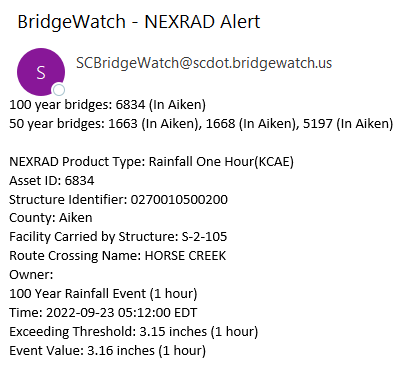 BridgeWatch - NEXRAD Alert
S
SCBridgeWatch@scdot.bridgewatch.us
100 year bridges: 6834 (In Aiken)
50 year bridges: 1663 (In Aiken), 1668 (In Aiken), 5197 (In Aiken)
NEXRAD Product Type: Rainfall One Hour(KCAE)
Asset ID: 6834
Structure Identifier: 0270010500200
County: Aiken
Facility Carried by Structure: S-2-105
Route Crossing Name: HORSE CREEK
Owner:
100 Year Rainfall Event (1 hour)
Time: 2022-09-23 05:12:00 EDT
Exceeding Threshold: 3.15 inches (1 hour)
Event Value: 3.16 inches (1 hour)